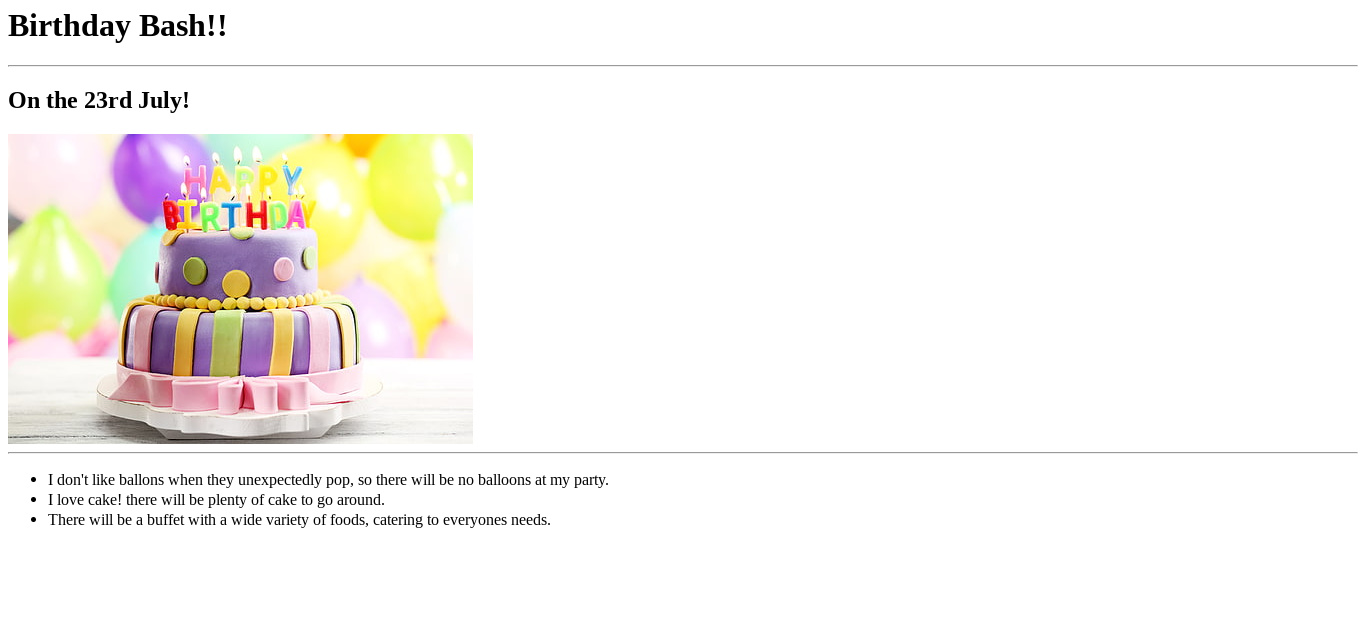 Birthday Bash!!
On the 23rd July!
HAPPY
BIRTHDAY
I don't like ballons when they unexpectedly pop, so there will be no balloons at my party.
I love cake! there will be plenty of cake to go around.
There will be a buffet with a wide variety of foods, catering to everyones needs.